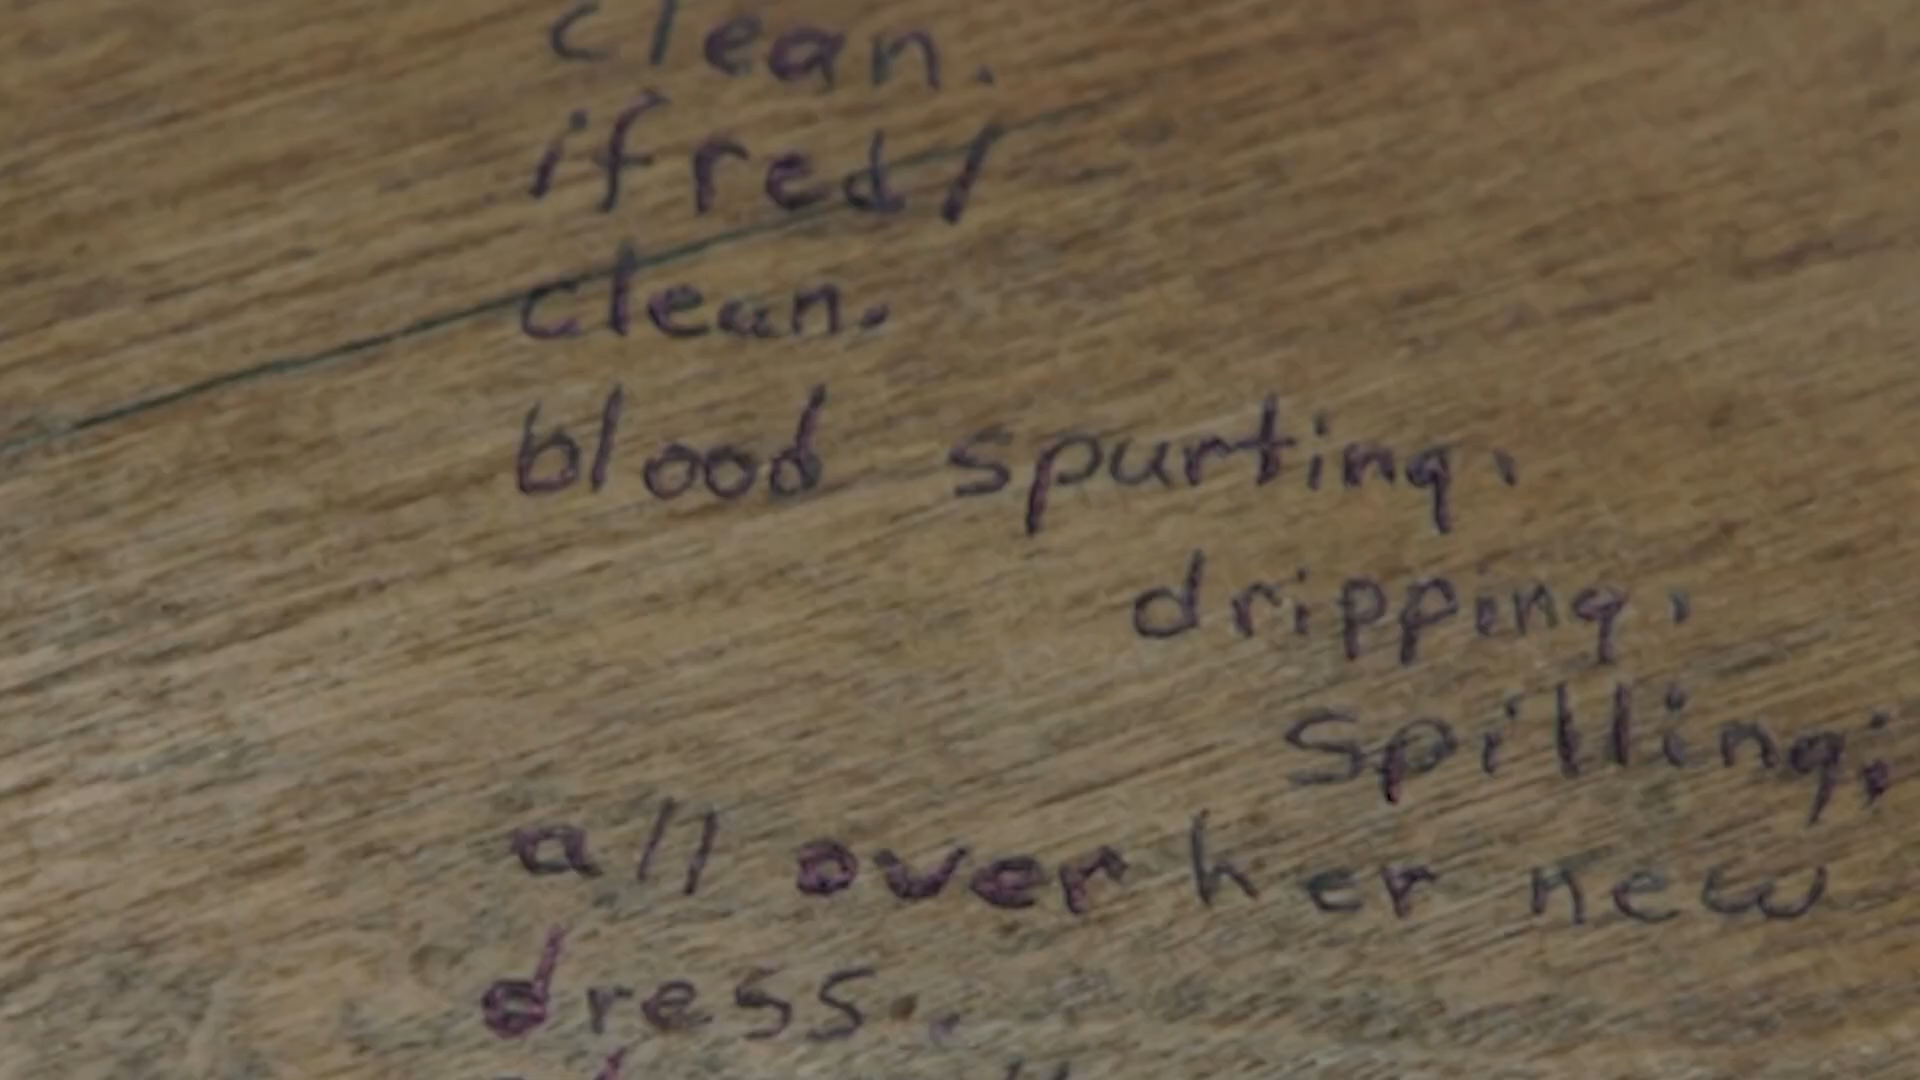 clean.
if red/
clean.
blood spurting.
dripping.
spilling;
all over her new
dress..